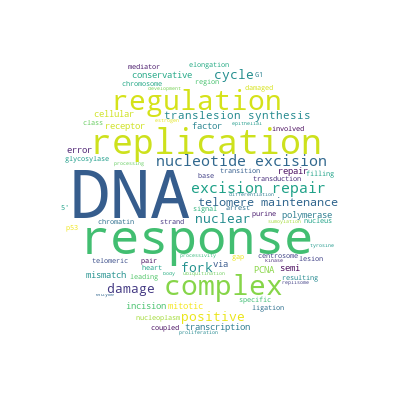 mediator elongation
conservative cycle G1
chromosome region damaged
development
regulation
cellular translesion synthesis
class receptor factor epithelial
replication involved
error nucleotide excision
glycosylase transition repair filling
processing base transduction
DNA excision repair
differentiation
telomere maintenance
5' signal arrest purine polymerase
chromatin strand nuclear nucleus
p53 response tyrosine
telomeric pair processivity gap centrosome lesion
mismatch heart fork via PCNA kinase semi
leading body ubiquitination resulting
damage complex replisome
enzyme specific
incision mitotic ligation
nucleoplasm positive
coupled transcription
proliferation